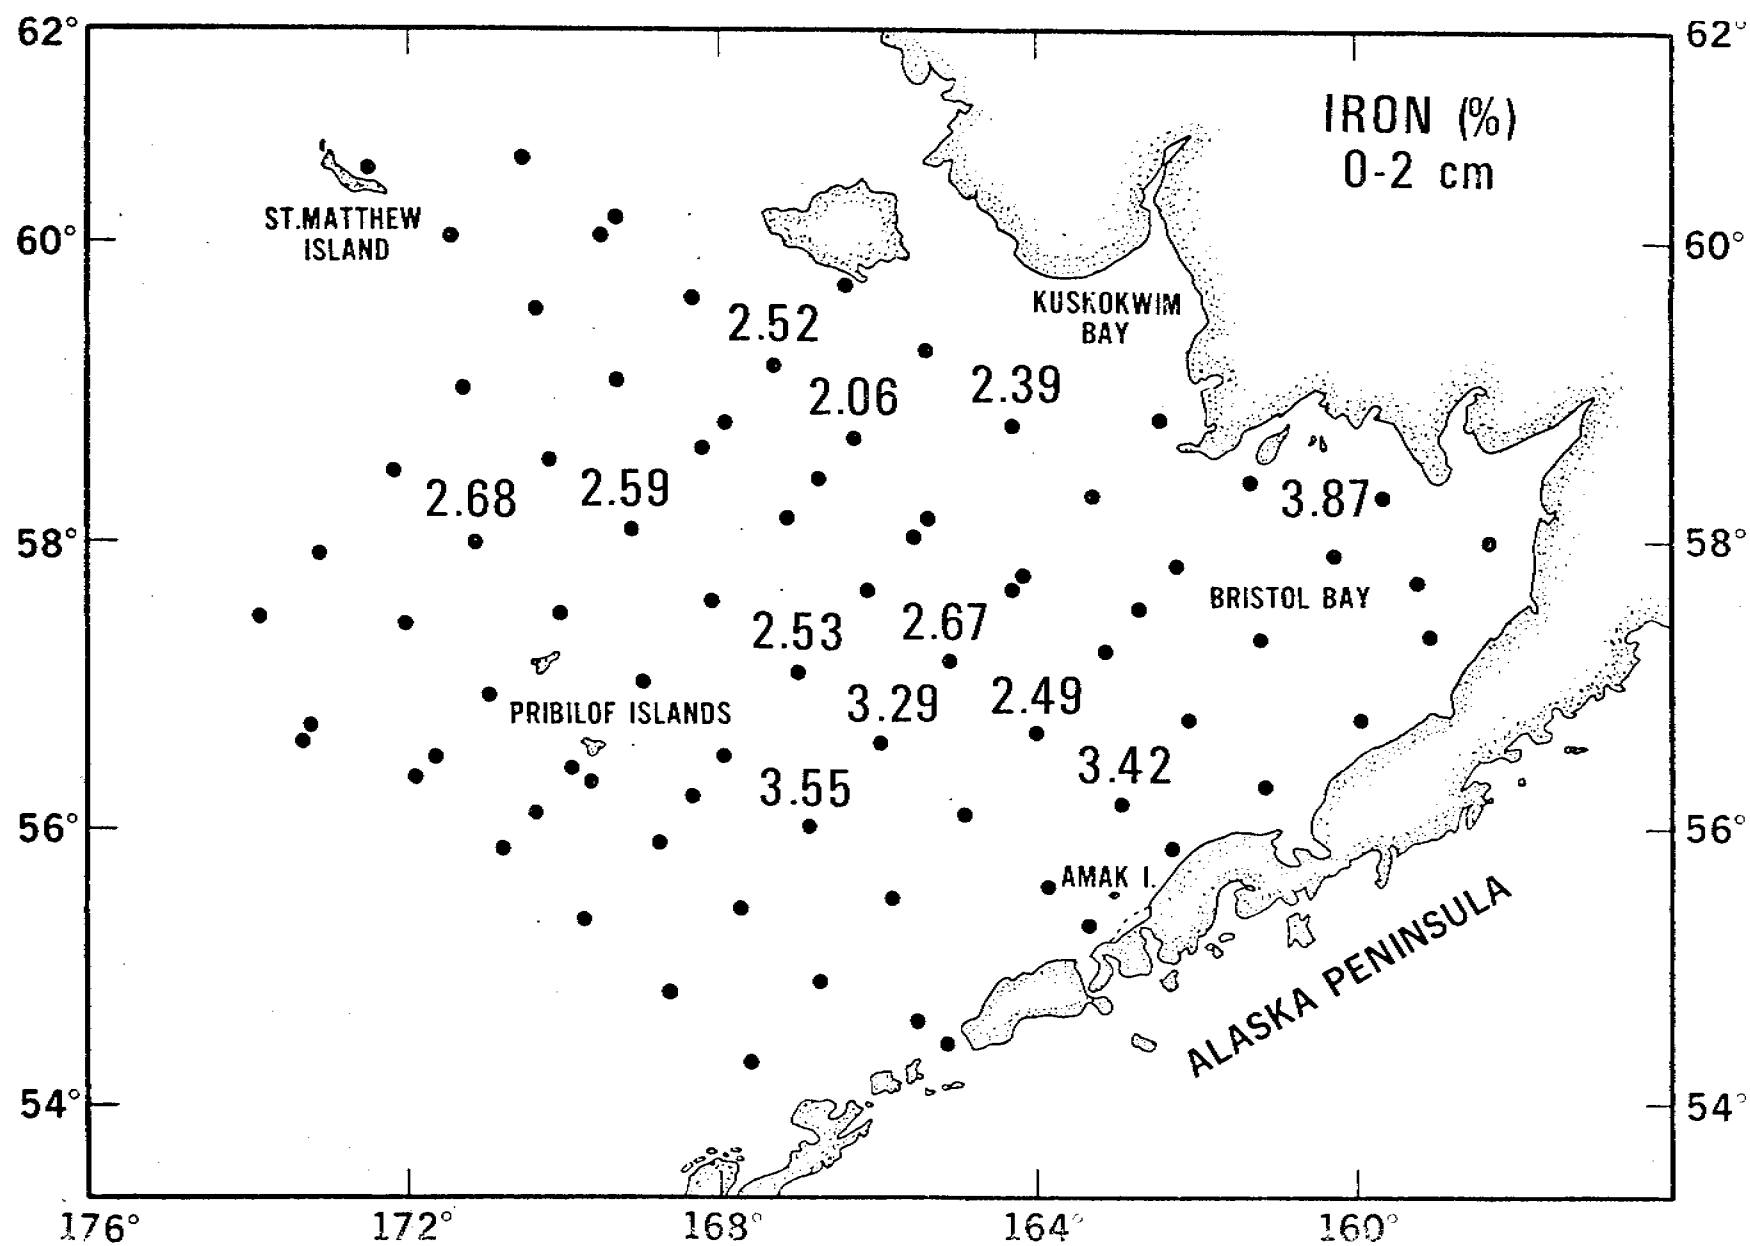 62°
62°
IRON (%)
0-2 cm
ST.MATTHEW
ISLAND
60°
60°
KUSKOKWIM
BAY
2.52
2.06
2.39
2.68
2.59
3.87
58°
58°
BRISTOL BAY
2.53
2.67
3.29
2.49
PRIBILOF ISLANDS
3.42
3.55
56°
56°
AMAK I.
ALASKA PENINSULA
54°
54°
176°
172°
168°
164°
160°